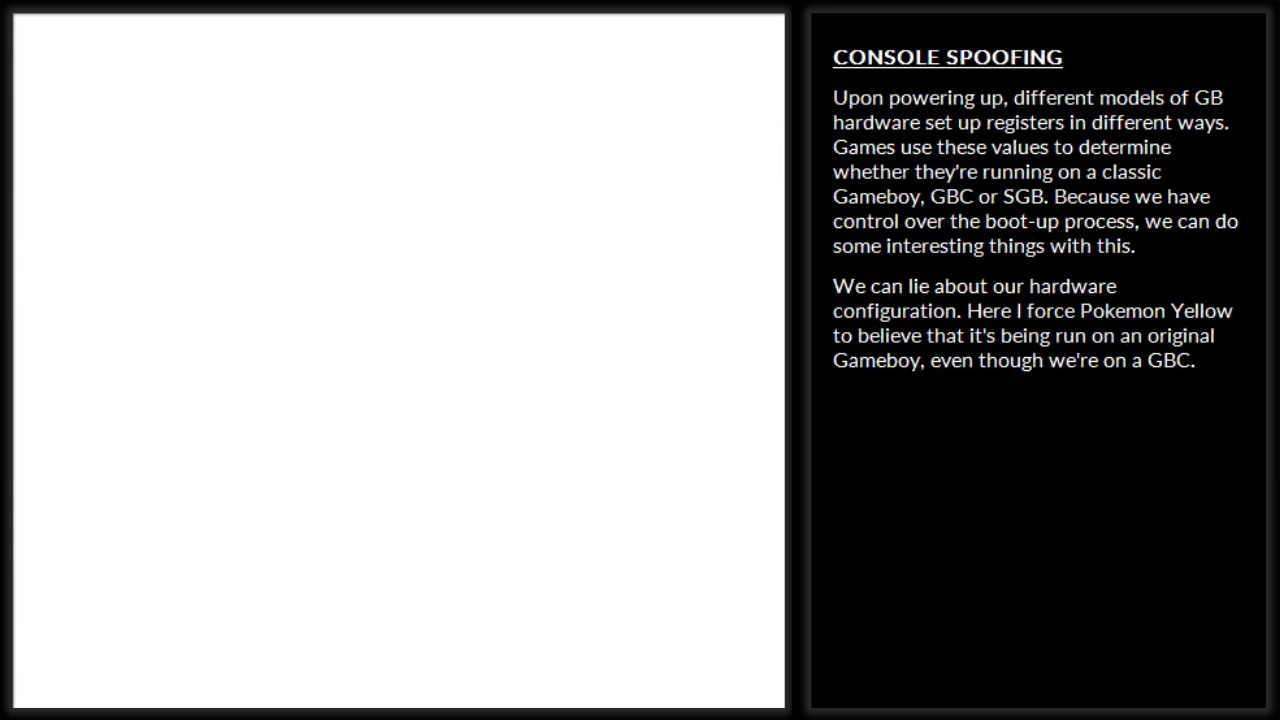 CONSOLE SPOOFING
Upon powering up, different models of GB
hardware set up registers in different ways.
Games use these values to determine
whether they're running on a classic
Gameboy, GBC or SGB. Because we have
control over the boot-up process, we can do
some interesting things with this.
We can lie about our hardware
configuration. Here I force Pokemon Yellow
to believe that it's being run on an original
Gameboy, even though we're on a GBC.